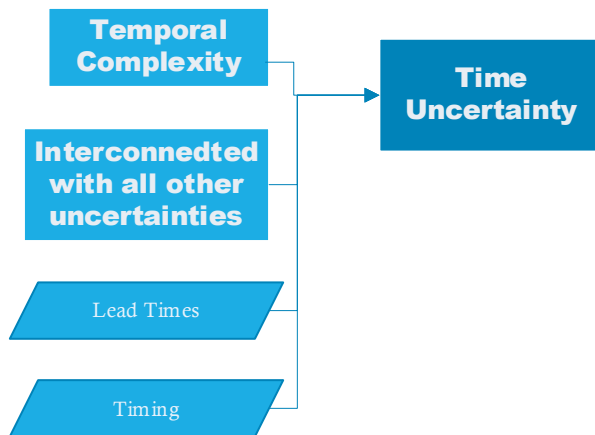 Temporal
Complexity
Time
Uncertainty
Interconnedted
with all other
uncertainties
Lead Times
Timing